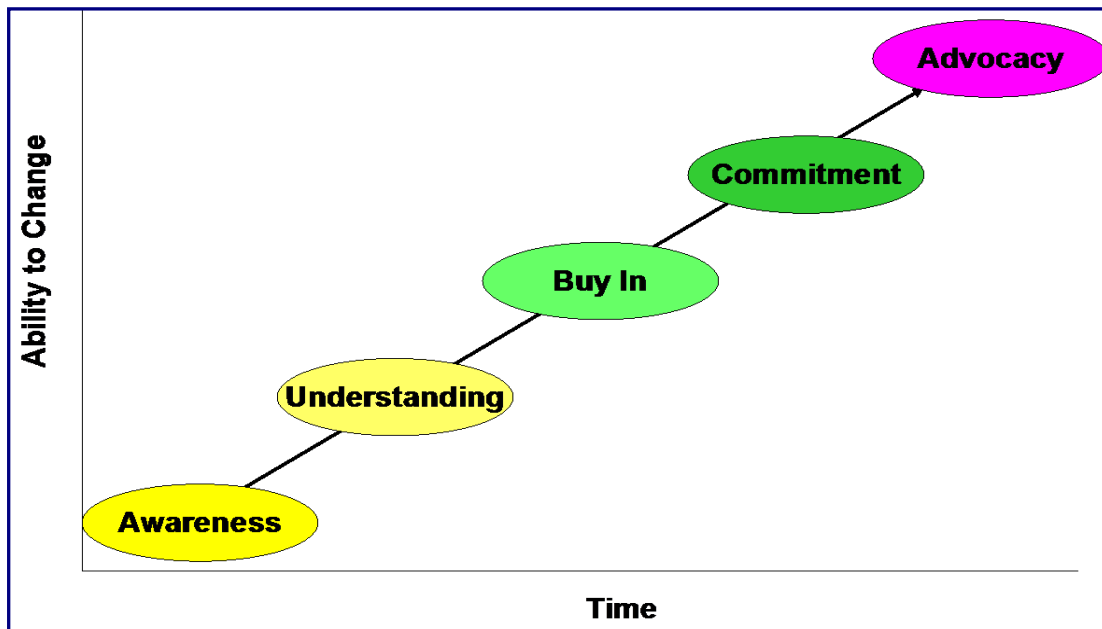 Advocacy
Commitment
Buy In
Understanding
Awareness
Ability to Change
Time